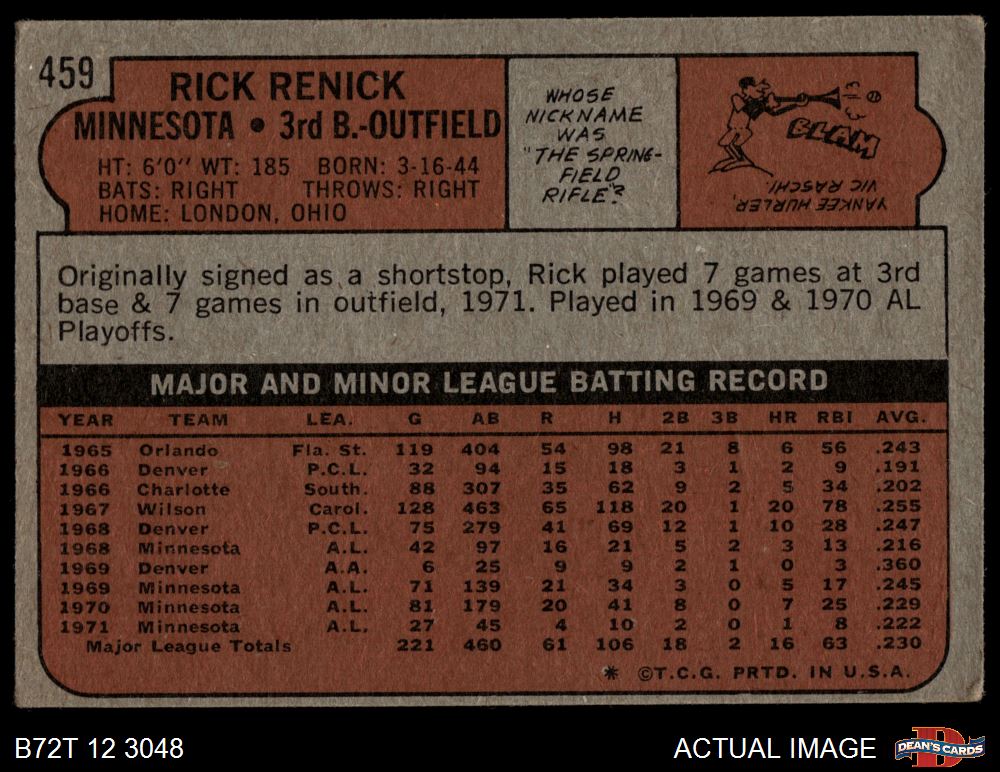 459
RICK RENICK
MINNESOTA • 3rd B.-OUTFIELD
HT: 6'0" WT: 185 BORN: 3-16-44
BATS: RIGHT THROWS: RIGHT
HOME: LONDON, OHIO
WHOSE
NICKNAME
WAS
"THE SPRING-
FIELD
RIFLE"?
BLAM
YANKEE HURLER,
VIC RASCHI.
Originally signed as a shortstop, Rick played 7 games at 3rd
base & 7 games in outfield, 1971. Played in 1969 & 1970 AL
Playoffs.
MAJOR AND MINOR LEAGUE BATTING RECORD
YEAR TEAM LEA. G AB R H 2B 3B HR RBI AVG.
1965 Orlando Fla. St. 119 404 54 98 21 8 6 56 .243
1966 Denver P.C.L. 32 94 15 18 3 1 2 9 .191
1966 Charlotte South. 88 307 35 62 9 2 5 34 .202
1967 Wilson Carol. 128 463 65 118 20 1 20 78 .255
1968 Denver P.C.L. 75 279 41 69 12 1 10 28 .247
1968 Minnesota A.L. 42 97 16 21 5 2 3 13 .216
1969 Denver A.A. 6 25 9 9 2 1 0 3 .360
1969 Minnesota A.L. 71 139 21 34 3 0 5 17 .245
1970 Minnesota A.L. 81 179 20 41 8 0 7 25 .229
1971 Minnesota A.L. 27 45 4 10 2 0 1 8 .222
Major League Totals 221 460 61 106 18 2 16 63 .230
* ©T.C.G. PRTD. IN U.S.A.
B72T 12 3048
ACTUAL IMAGE
DEAN'S CARDS